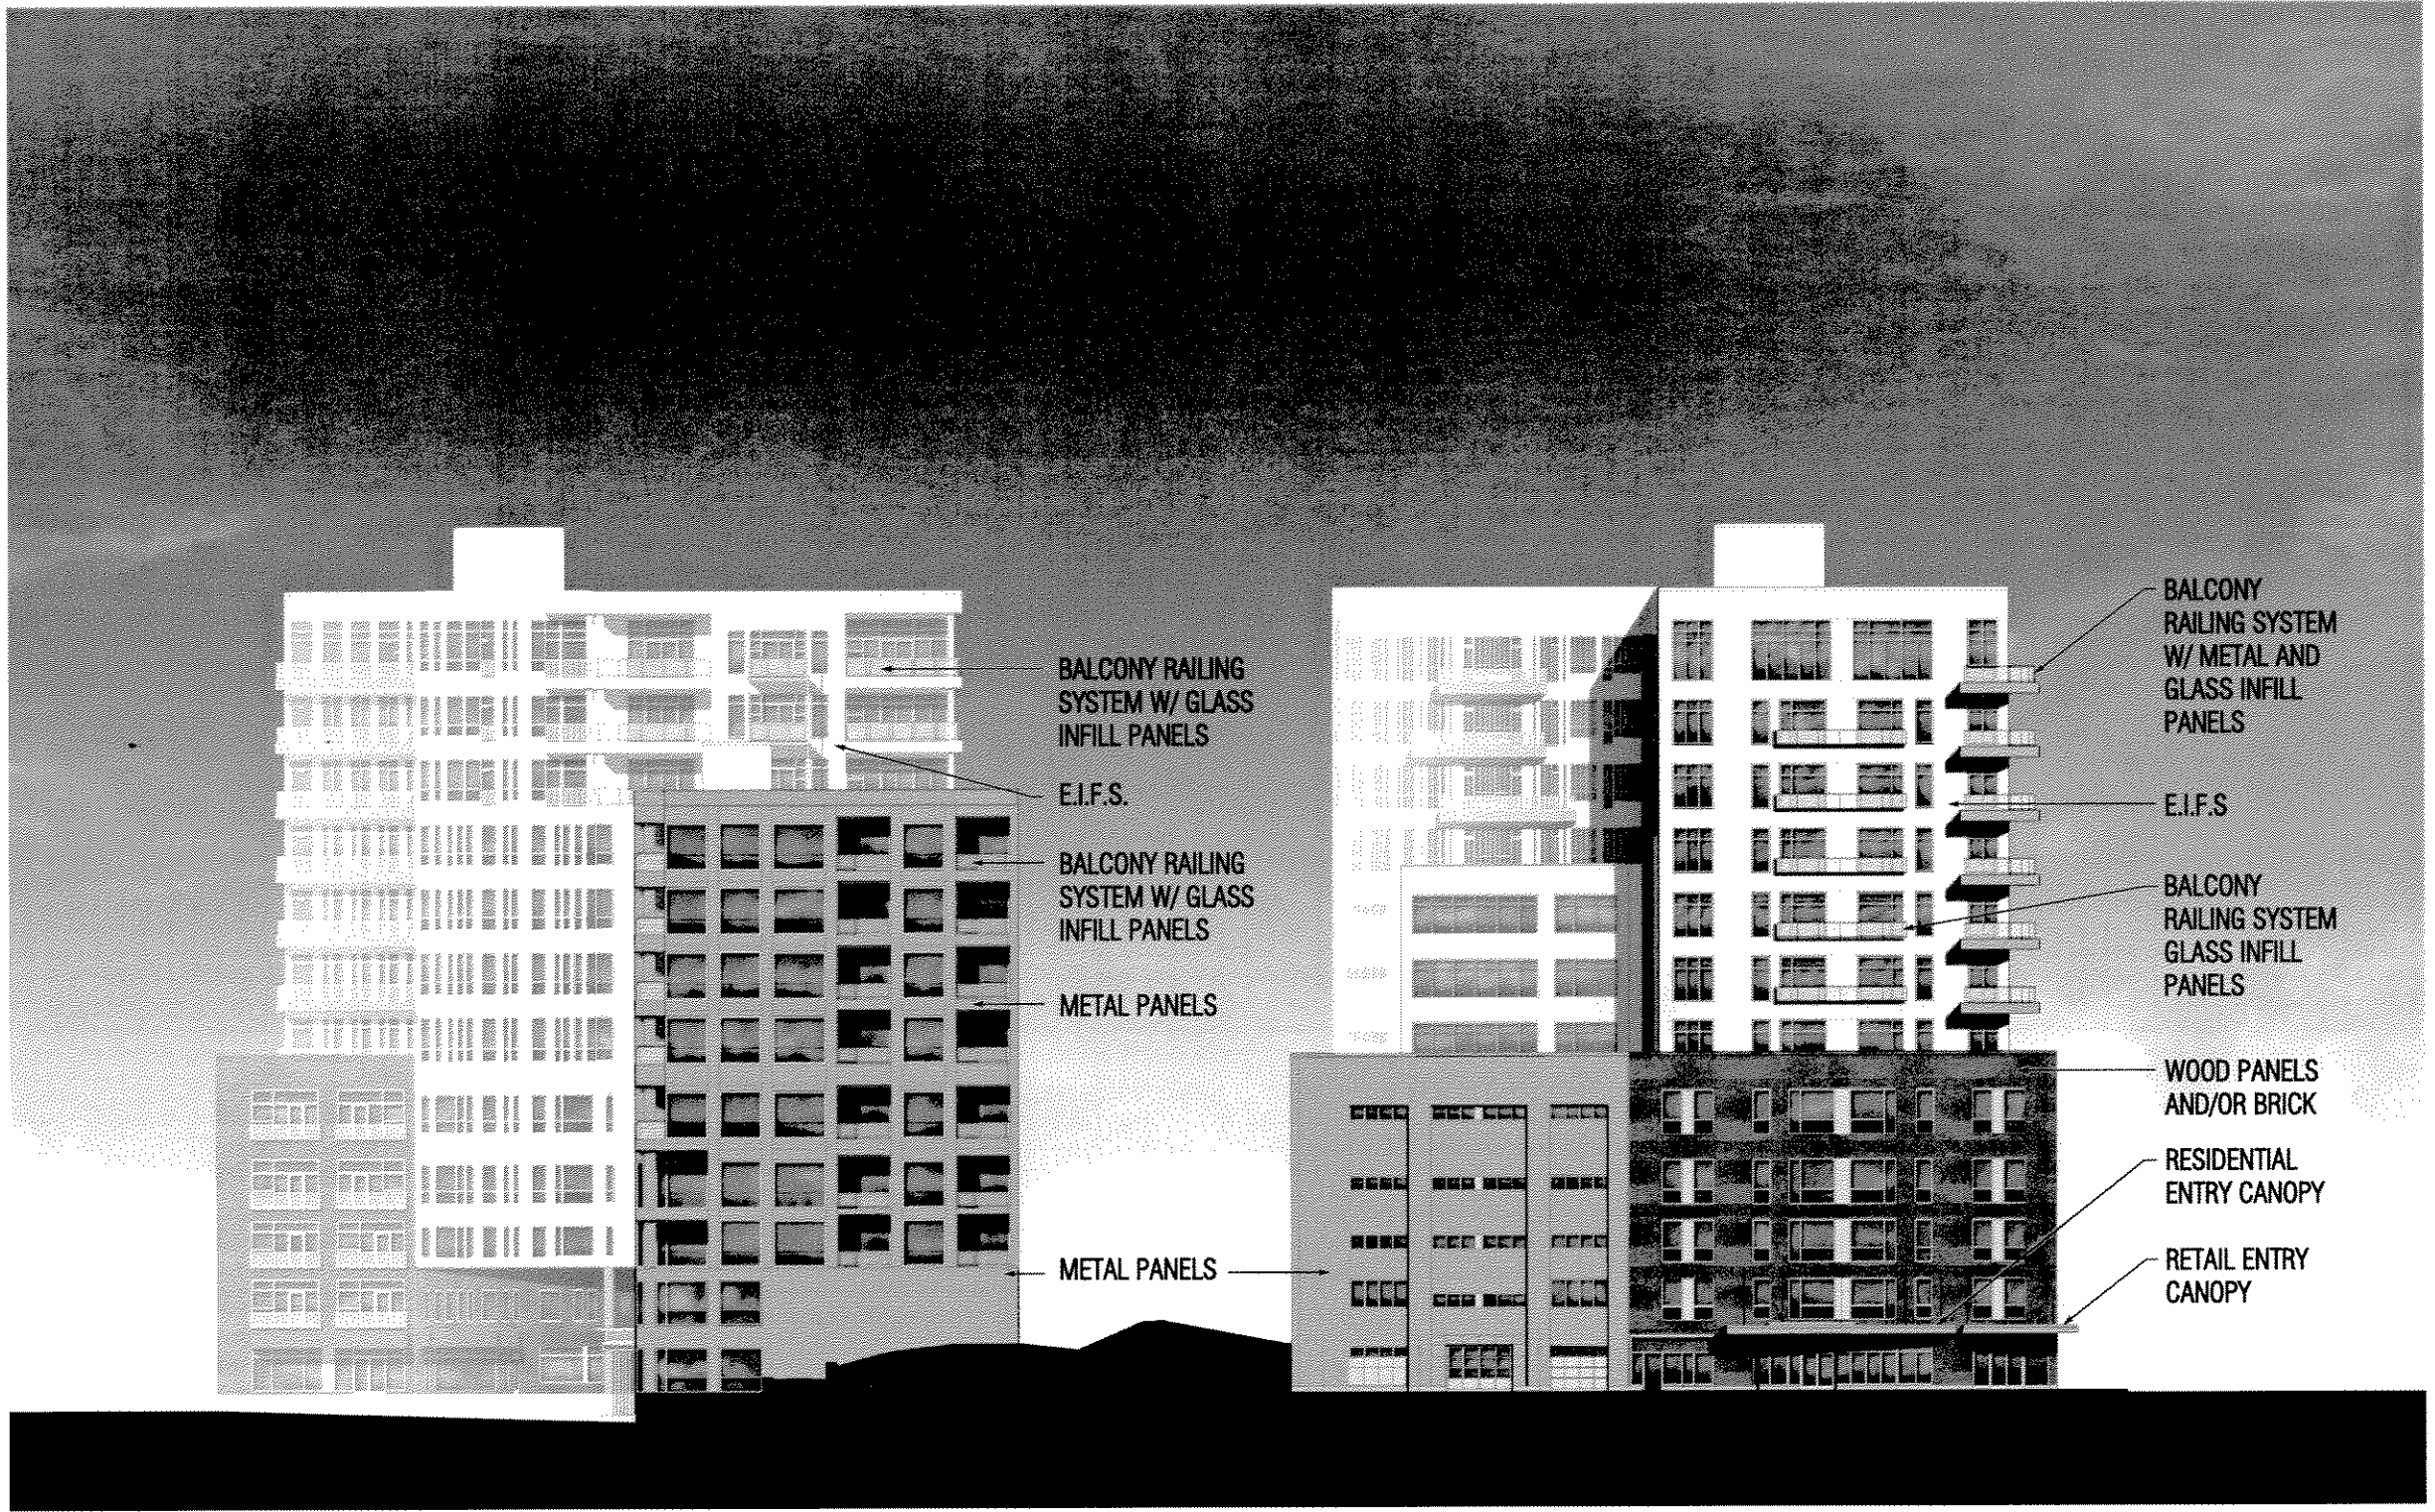 BALCONY RAILING
SYSTEM W/ GLASS
INFILL PANELS
E.I.F.S.
BALCONY RAILING
SYSTEM W/ GLASS
INFILL PANELS
METAL PANELS
METAL PANELS
BALCONY
RAILING SYSTEM
W/ METAL AND
GLASS INFILL
PANELS
E.I.F.S
BALCONY
RAILING SYSTEM
GLASS INFILL
PANELS
WOOD PANELS
AND/OR BRICK
RESIDENTIAL
ENTRY CANOPY
RETAIL ENTRY
CANOPY